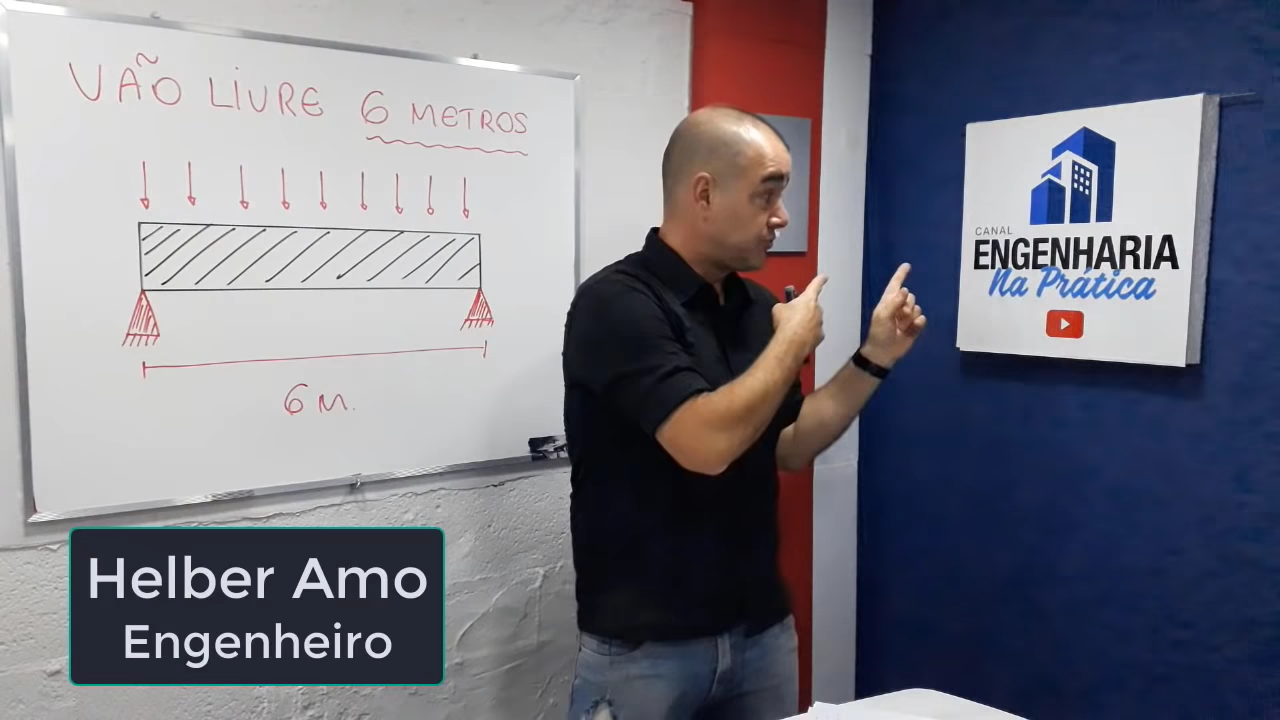 VÃO LIVRE 6 METROS
6 M.
CANAL
ENGENHARIA
Na Prática
Helber Amo
Engenheiro